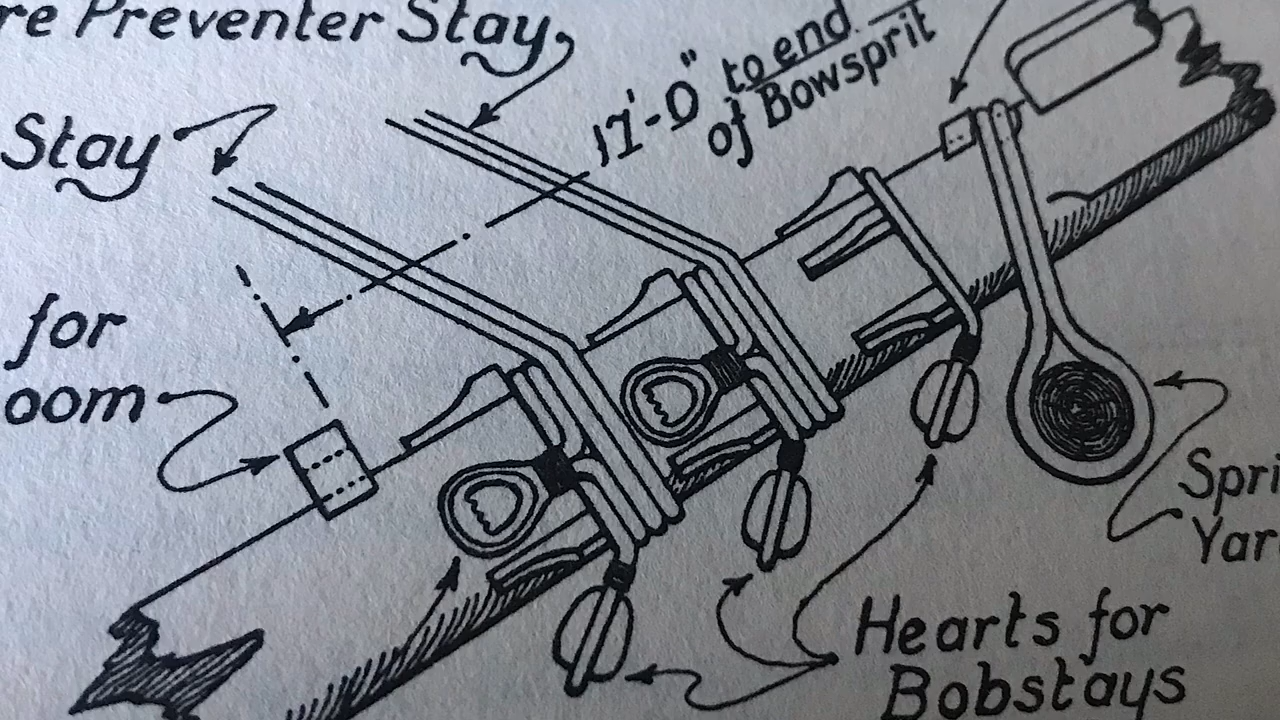 re Preventer Stay
Stay
17'-0" to end
of Bowsprit
for
oom
Spri
Yar
Hearts for
Bobstays